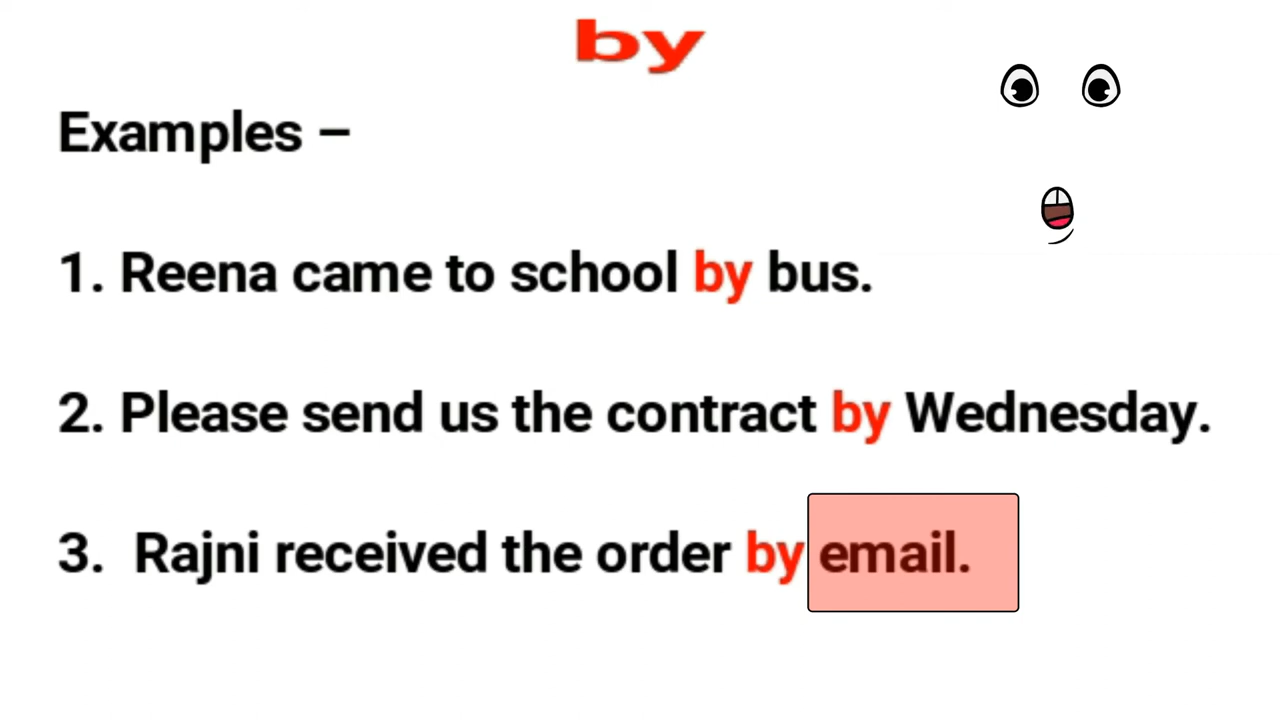 by
Examples –
1. Reena came to school by bus.
2. Please send us the contract by Wednesday.
3. Rajni received the order by email.